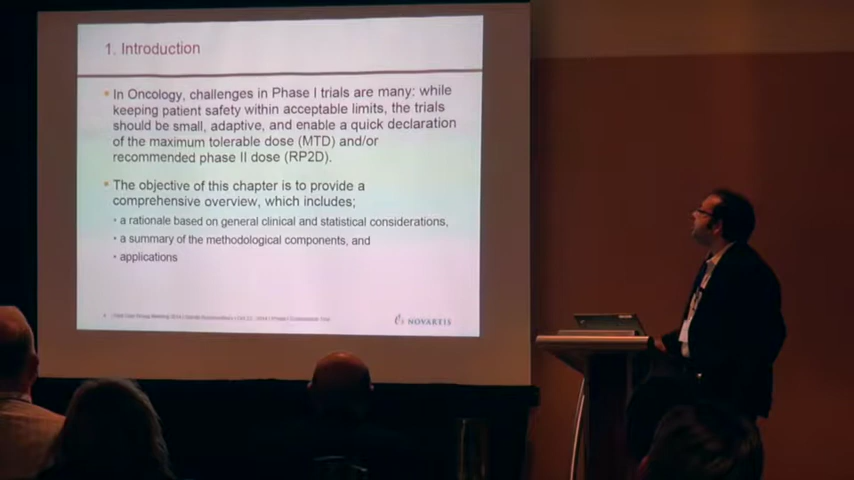 1. Introduction
In Oncology, challenges in Phase I trials are many: while
keeping patient safety within acceptable limits, the trials
should be small, adaptive, and enable a quick declaration
of the maximum tolerable dose (MTD) and/or
recommended phase II dose (RP2D).
The objective of this chapter is to provide a
comprehensive overview, which includes;
a rationale based on general clinical and statistical considerations,
a summary of the methodological components, and
applications
NOVARTIS